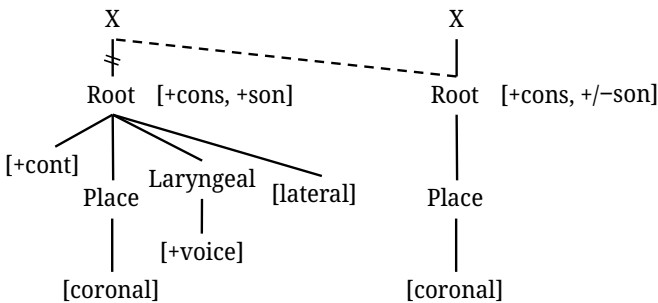 X X
Root [+cons, +son] Root [+cons, +/−son]
[+cont] Place Laryngeal [lateral] Place
[+voice]
[coronal] [coronal]